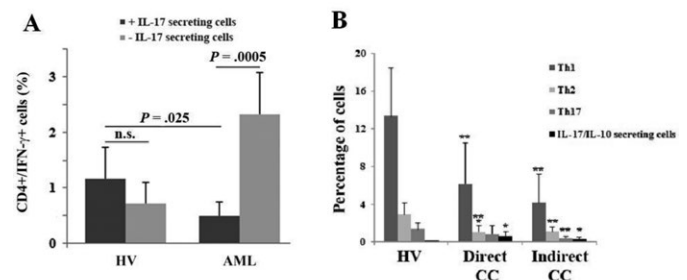 A
+ IL-17 secreting cells
- IL-17 secreting cells
CD4+/IFN-γ+ cells (%)
3
2
1
0
P = .0005
P = .025
n.s.
HV
AML
B
Percentage of cells
20
16
12
8
4
0
Th1
Th2
Th17
IL-17/IL-10 secreting cells
**
**
*
*
**
**
**
*
HV
Direct
CC
Indirect
CC